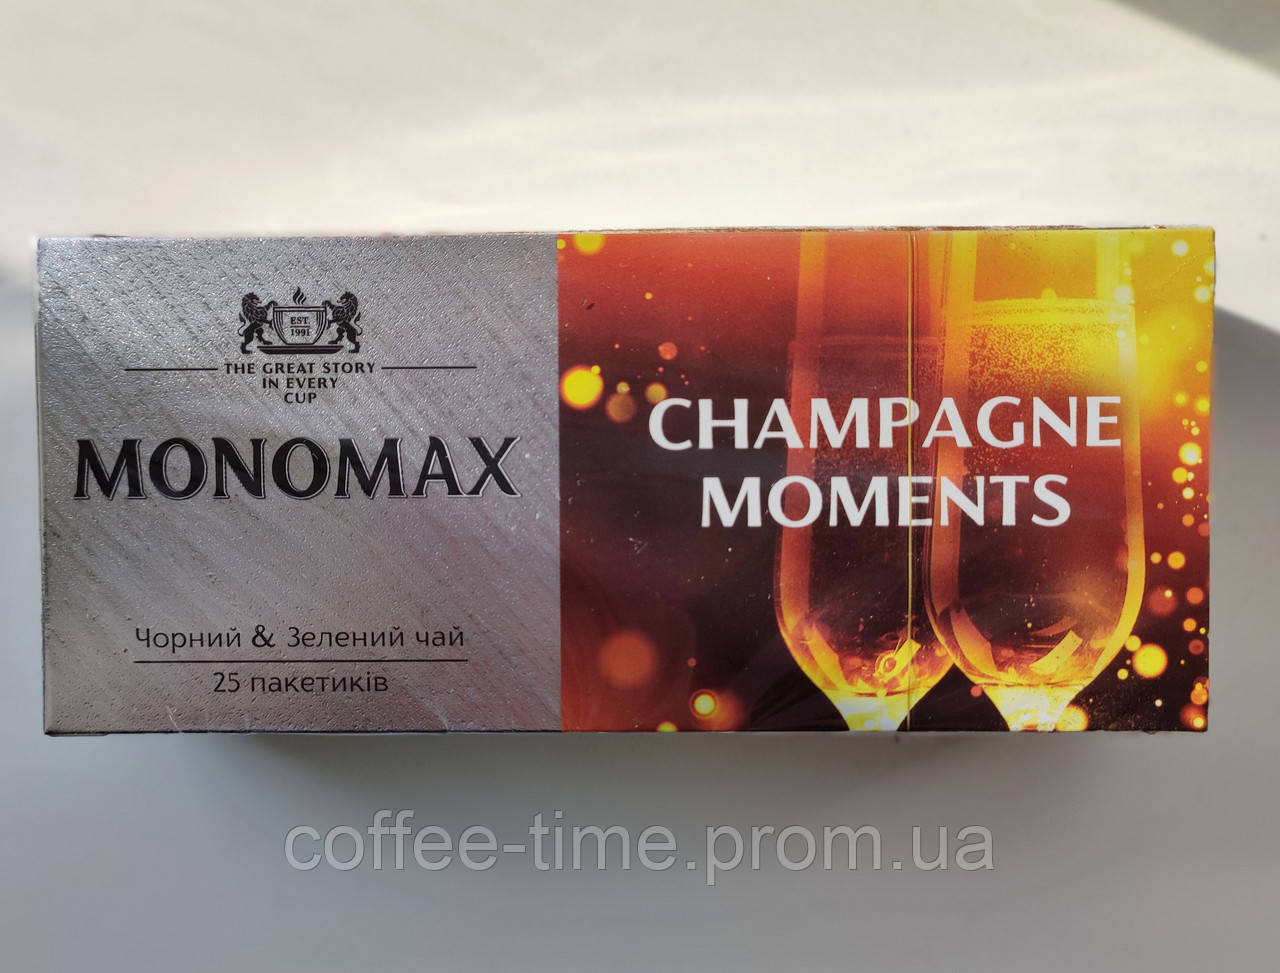 EST.
1991
THE GREAT STORY
IN EVERY
CUP
MONOMAX
Чорний & Зелений чай
25 пакетиків
CHAMPAGNE
MOMENTS
coffee-time.prom.ua